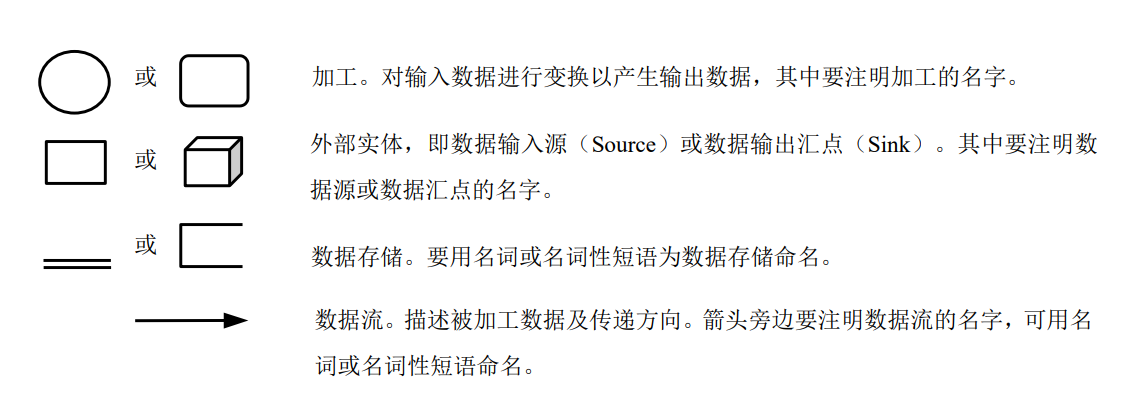 或 加工。对输入数据进行变换以产生输出数据，其中要注明加工的名字。
或 外部实体，即数据输入源（Source）或数据输出汇点（Sink）。其中要注明数
据源或数据汇点的名字。
或 数据存储。要用名词或名词性短语为数据存储命名。
数据流。描述被加工数据及传递方向。箭头旁边要注明数据流的名字，可用名
词或名词性短语命名。